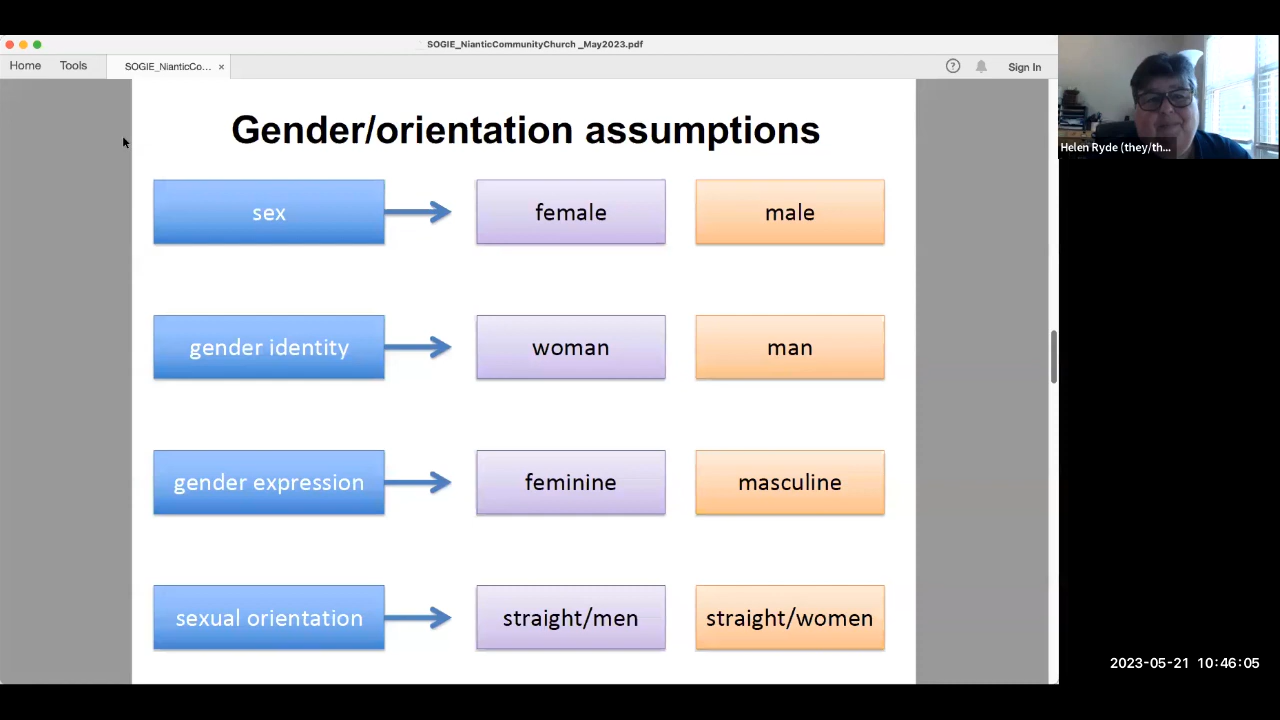 SOGIE_NianticCommunityChurch _May2023.pdf
Home Tools SOGIE_NianticCo... × ? Sign In
Gender/orientation assumptions
sex female male
gender identity woman man
gender expression feminine masculine
sexual orientation straight/men straight/women
Helen Ryde (they/th...
2023-05-21 10:46:05